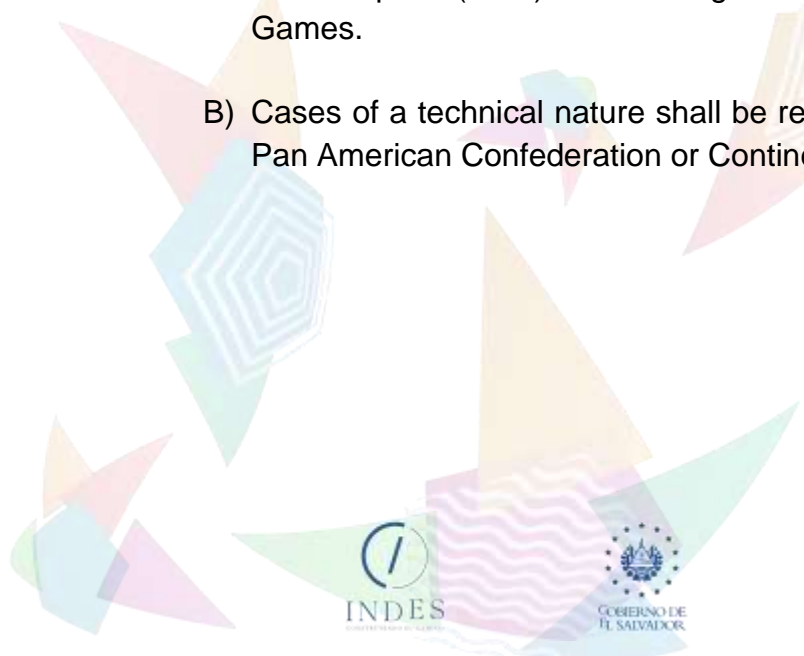 Games.
B) Cases of a technical nature shall be re
Pan American Confederation or Contin
INDES
GOBIERNO DE
EL SALVADOR